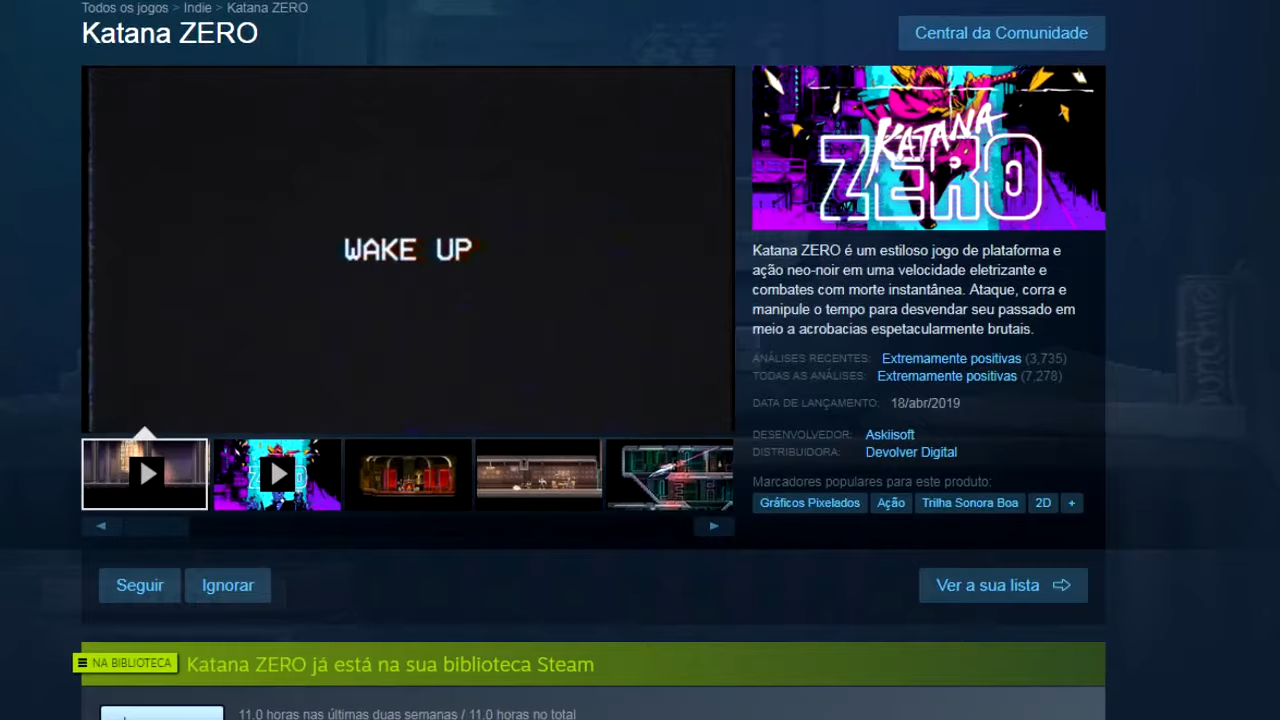 Todos os jogos > Indie > Katana ZERO
Katana ZERO
Central da Comunidade
WAKE UP
KATANA
ZERO
Katana ZERO é um estiloso jogo de plataforma e
ação neo-noir em uma velocidade eletrizante e
combates com morte instantânea. Ataque, corra e
manipule o tempo para desvendar seu passado em
meio a acrobacias espetacularmente brutais.
ANÁLISES RECENTES: Extremamente positivas (3,735)
TODAS AS ANÁLISES: Extremamente positivas (7,278)
DATA DE LANÇAMENTO: 18/abr/2019
DESENVOLVEDOR: Askiisoft
DISTRIBUIDORA: Devolver Digital
Marcadores populares para este produto:
Gráficos Pixelados Ação Trilha Sonora Boa 2D +
Seguir Ignorar Ver a sua lista
NA BIBLIOTECA Katana ZERO já está na sua biblioteca Steam
11.0 horas nas últimas duas semanas / 11.0 horas no total